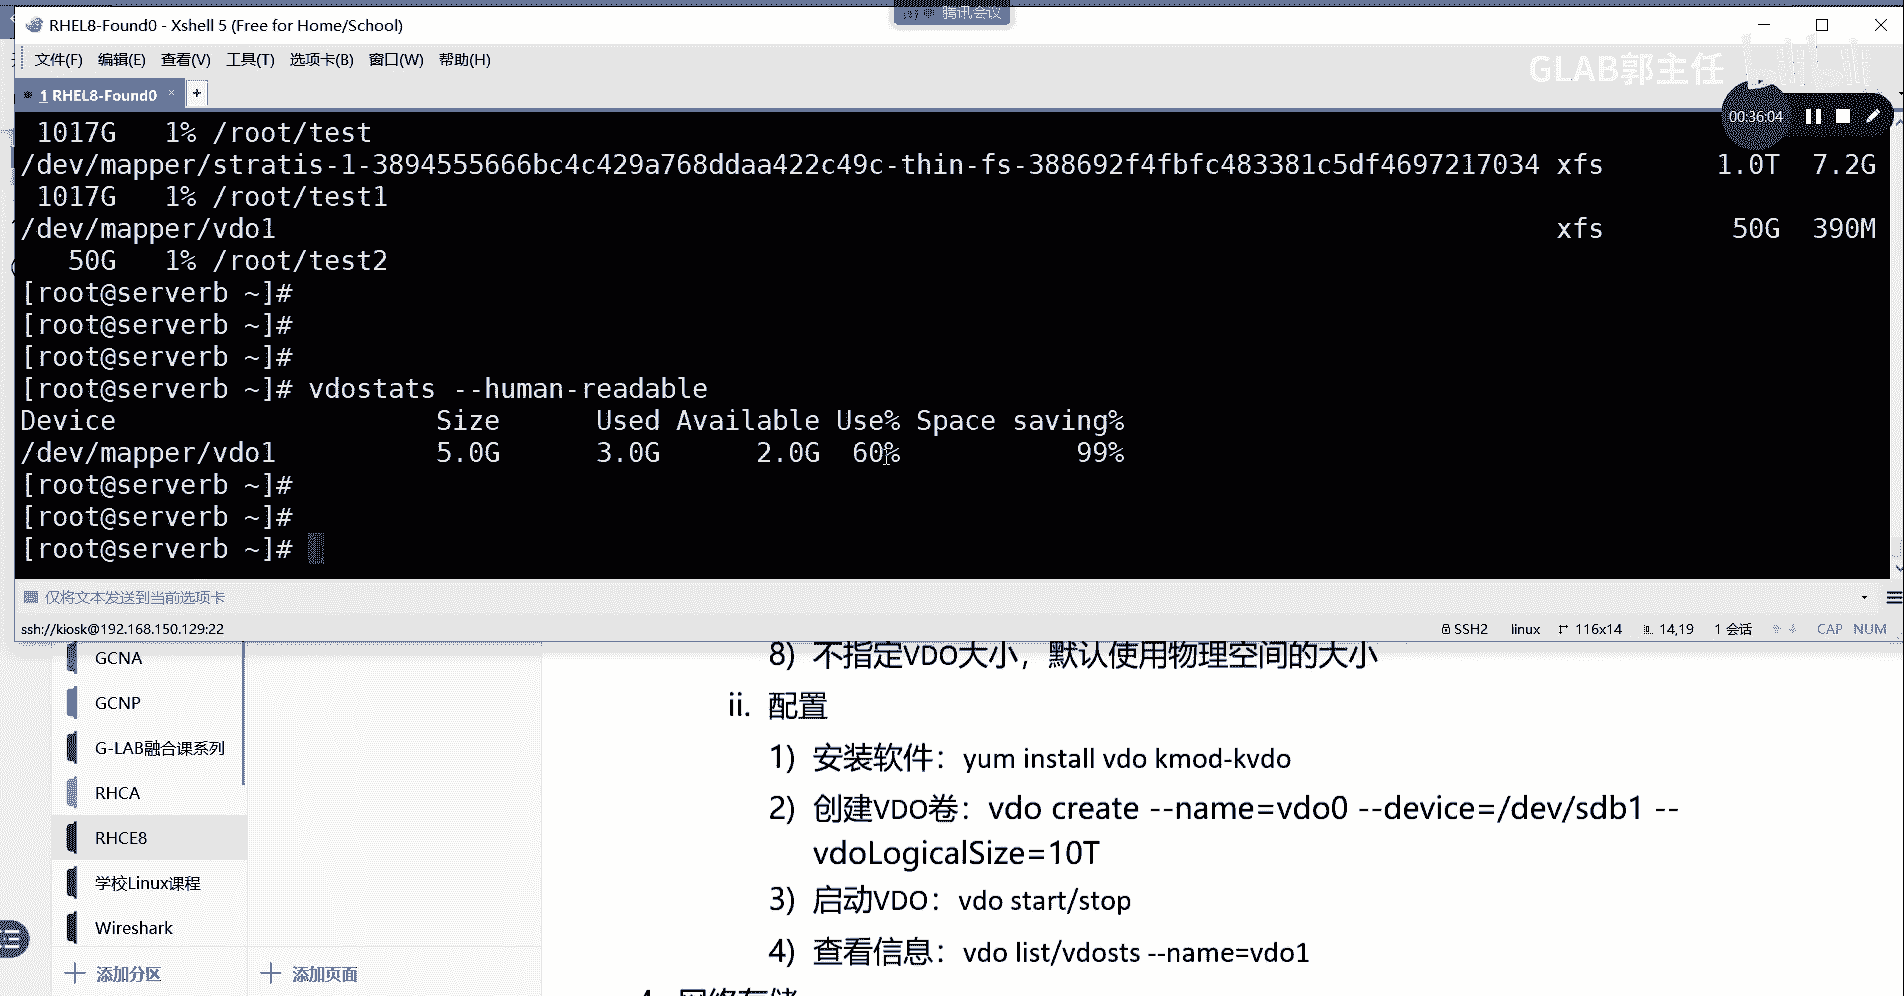 腾讯会议
RHEL8-Found0 - Xshell 5 (Free for Home/School)
文件(F) 编辑(E) 查看(V) 工具(T) 选项卡(B) 窗口(W) 帮助(H)
GLAB郭主任
1 RHEL8-Found0
00:36:04
1017G 1% /root/test
/dev/mapper/stratis-1-3894555666bc4c429a768ddaa422c49c-thin-fs-388692f4fbfc483381c5df4697217034 xfs 1.0T 7.2G
1017G 1% /root/test1
/dev/mapper/vdo1 xfs 50G 390M
50G 1% /root/test2
[root@serverb ~]#
[root@serverb ~]#
[root@serverb ~]#
[root@serverb ~]# vdostats --human-readable
Device Size Used Available Use% Space saving%
/dev/mapper/vdo1 5.0G 3.0G 2.0G 60% 99%
[root@serverb ~]#
[root@serverb ~]#
[root@serverb ~]#
仅将文本发送到当前选项卡
ssh://kiosk@192.168.150.129:22 SSH2 linux 116x14 14,19 1 会话 CAP NUM
GCNA
GCNP
G-LAB融合课系列
RHCA
RHCE8
学校Linux课程
Wireshark
添加分区 添加页面
8) 不指定VDO大小，默认使用物理空间的大小
ii. 配置
1) 安装软件：yum install vdo kmod-kvdo
2) 创建VDO卷：vdo create --name=vdo0 --device=/dev/sdb1 --
vdoLogicalSize=10T
3) 启动VDO：vdo start/stop
4) 查看信息：vdo list/vdosts --name=vdo1